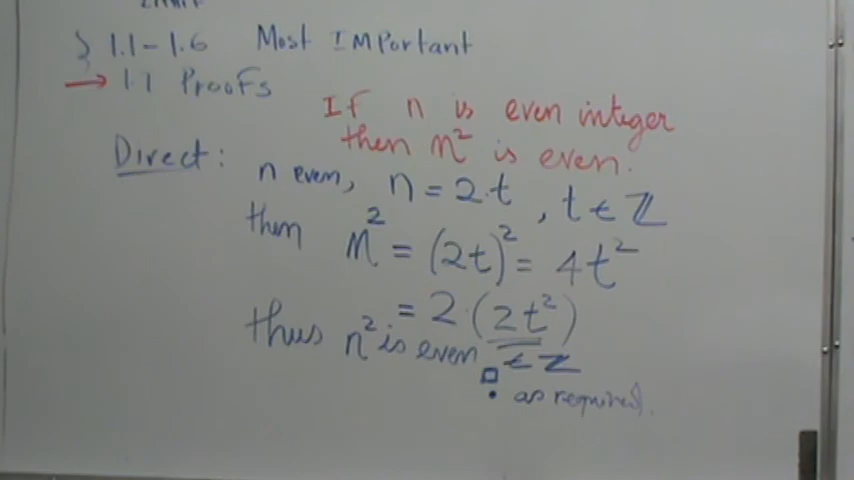 } 1.1 - 1.6 Most Important
→ 1.1 Proofs
If n is even integer
then n² is even.
Direct: n even, n = 2·t, t ∈ ℤ
then n² = (2t)² = 4t²
= 2·(2t²)
thus n² is even ∈ ℤ
□ as required.